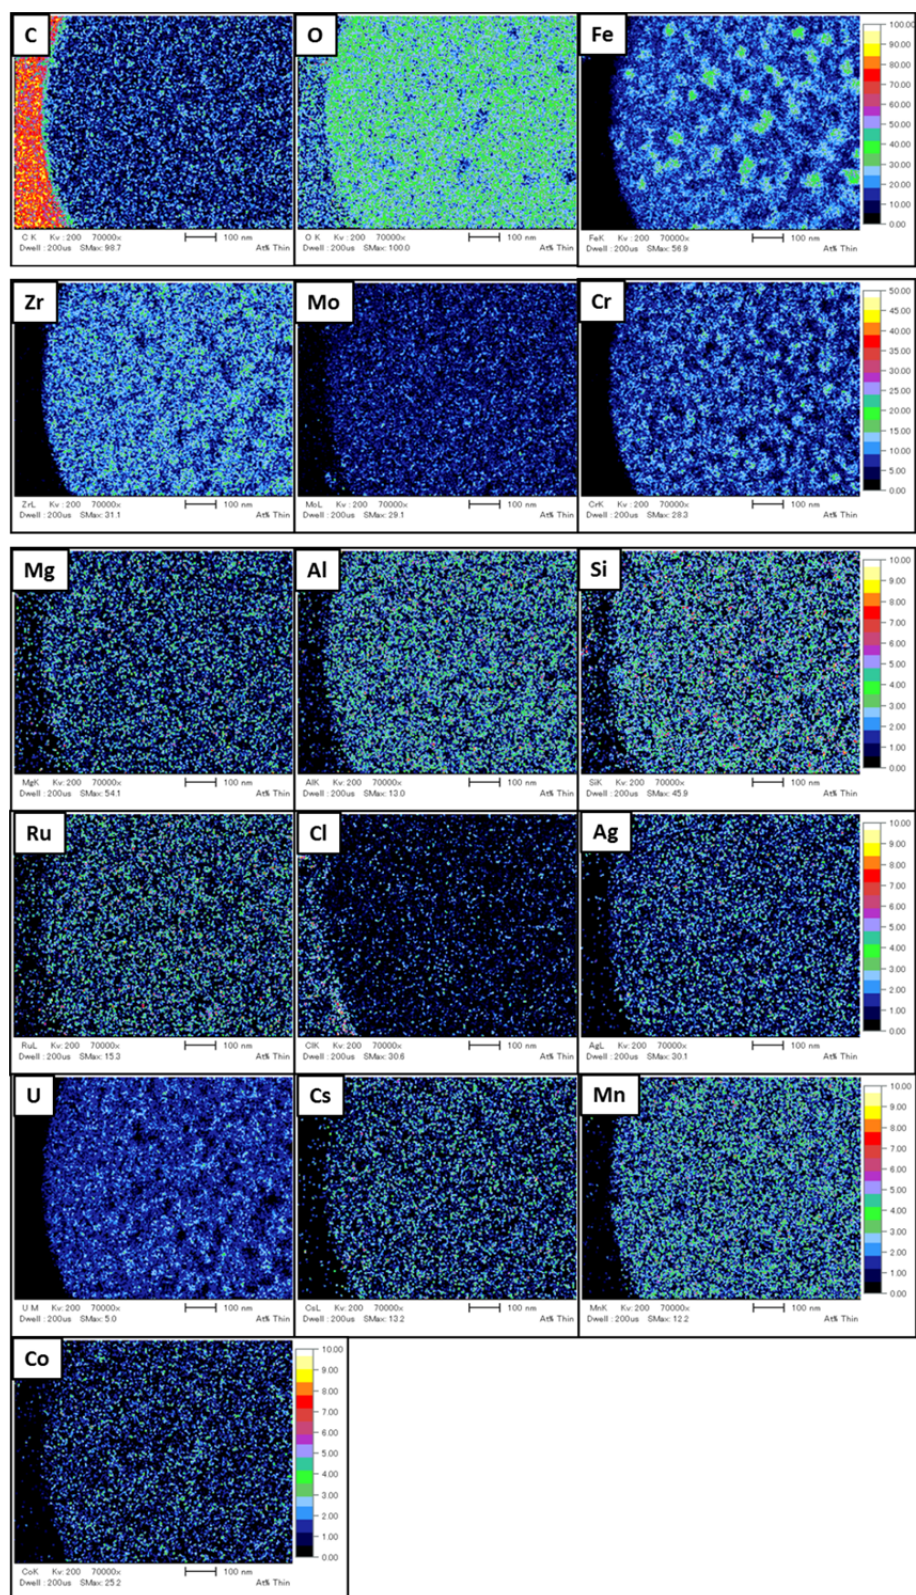 C O Fe
C K Kv : 200 70000x 100 nm
Dwell : 200us SMax: 98.7 At% Thin
O K Kv : 200 70000x 100 nm
Dwell : 200us SMax: 100.0 At% Thin
FeK Kv : 200 70000x 100 nm
Dwell : 200us SMax: 56.9 At% Thin
100.00
90.00
80.00
70.00
60.00
50.00
40.00
30.00
20.00
10.00
0.00
Zr Mo Cr
ZrL Kv : 200 70000x 100 nm
Dwell : 200us SMax: 31.1 At% Thin
MoL Kv : 200 70000x 100 nm
Dwell : 200us SMax: 29.1 At% Thin
CrK Kv : 200 70000x 100 nm
Dwell : 200us SMax: 28.3 At% Thin
50.00
45.00
40.00
35.00
30.00
25.00
20.00
15.00
10.00
5.00
0.00
Mg Al Si
MgK Kv: 200 70000x 100 nm
Dwell : 200us SMax: 54.1 At% Thin
AlK Kv: 200 70000x 100 nm
Dwell : 200us SMax: 13.0 At% Thin
SiK Kv: 200 70000x 100 nm
Dwell : 200us SMax: 45.9 At% Thin
10.00
9.00
8.00
7.00
6.00
5.00
4.00
3.00
2.00
1.00
0.00
Ru Cl Ag
RuL Kv: 200 70000x 100 nm
Dwell : 200us SMax: 15.3 At% Thin
ClK Kv: 200 70000x 100 nm
Dwell : 200us SMax: 30.6 At% Thin
AgL Kv: 200 70000x 100 nm
Dwell : 200us SMax: 30.1 At% Thin
10.00
9.00
8.00
7.00
6.00
5.00
4.00
3.00
2.00
1.00
0.00
U Cs Mn
U M Kv: 200 70000x 100 nm
Dwell : 200us SMax: 5.0 At% Thin
CsL Kv: 200 70000x 100 nm
Dwell : 200us SMax: 13.2 At% Thin
MnK Kv: 200 70000x 100 nm
Dwell : 200us SMax: 12.2 At% Thin
10.00
9.00
8.00
7.00
6.00
5.00
4.00
3.00
2.00
1.00
0.00
Co
CoK Kv: 200 70000x 100 nm
Dwell : 200us SMax: 25.2 At% Thin
10.00
9.00
8.00
7.00
6.00
5.00
4.00
3.00
2.00
1.00
0.00